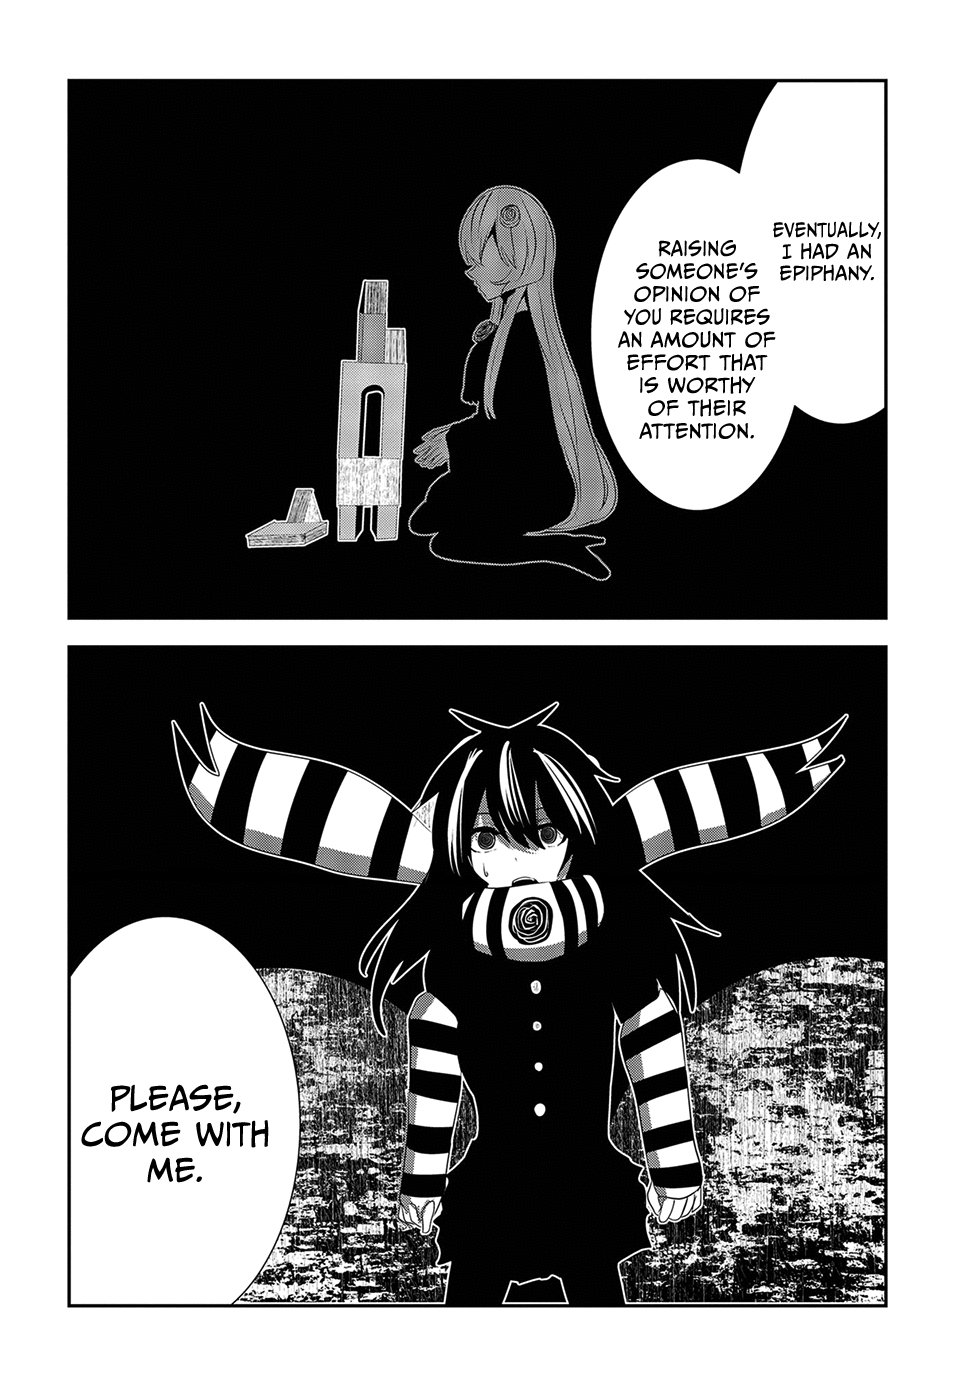 EVENTUALLY,
I HAD AN
EPIPHANY.
RAISING
SOMEONE'S
OPINION OF
YOU REQUIRES
AN AMOUNT OF
EFFORT THAT
IS WORTHY
OF THEIR
ATTENTION.
PLEASE,
COME WITH
ME.